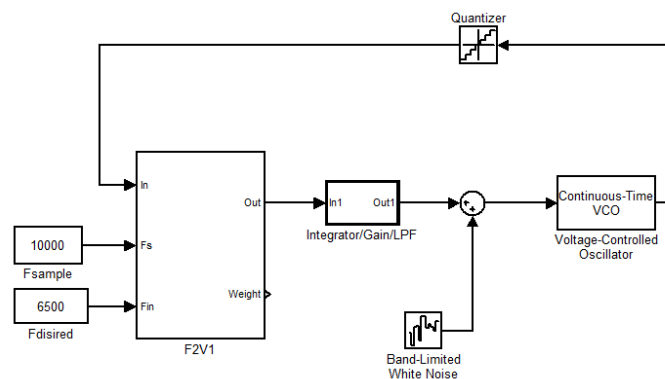 Quantizer
In
Out
In1
Out1
Continuous-Time
VCO
10000
Fs
Integrator/Gain/LPF
Voltage-Controlled
Oscillator
Fsample
6500
Fin
Weight
Fdisired
F2V1
Band-Limited
White Noise